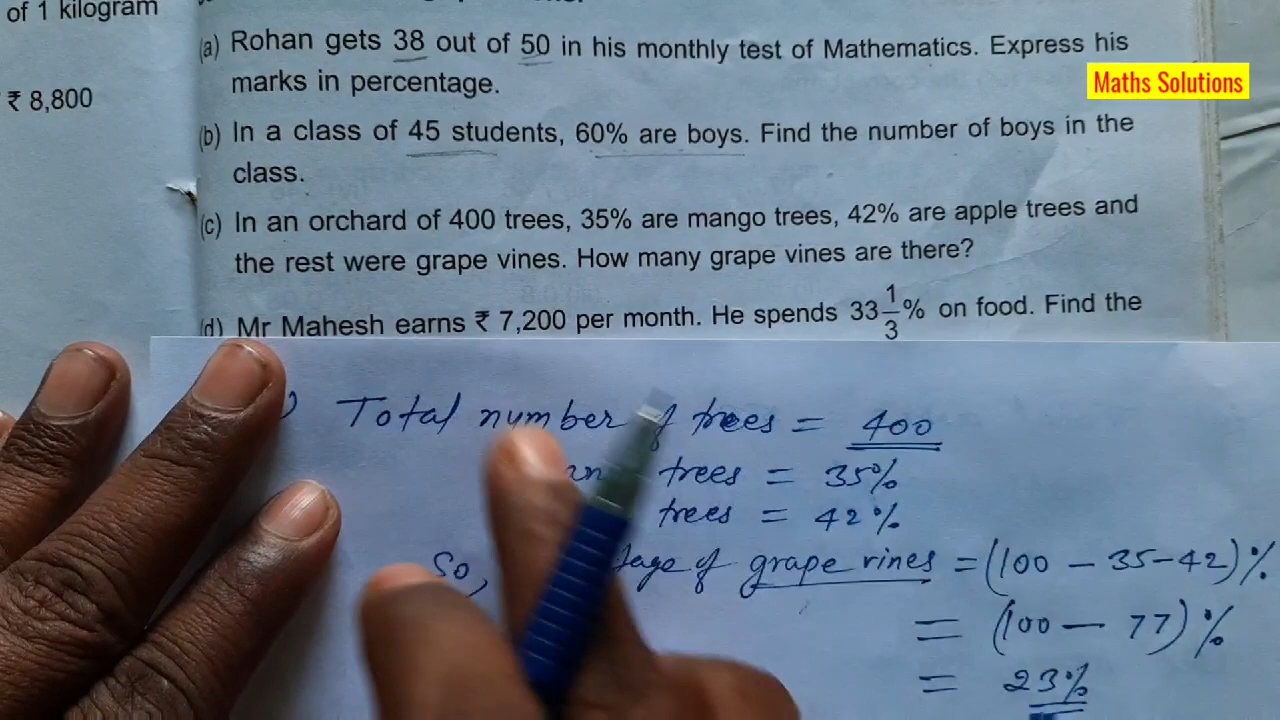 of 1 kilogram
₹ 8,800
(a) Rohan gets 38 out of 50 in his monthly test of Mathematics. Express his
marks in percentage.
Maths Solutions
(b) In a class of 45 students, 60% are boys. Find the number of boys in the
class.
(c) In an orchard of 400 trees, 35% are mango trees, 42% are apple trees and
the rest were grape vines. How many grape vines are there?
(d) Mr Mahesh earns ₹ 7,200 per month. He spends 33 1/3 % on food. Find the
Total number of trees = 400
trees = 35%
trees = 42%
So, of grape vines = (100 - 35-42)%
= (100 - 77)%
= 23%